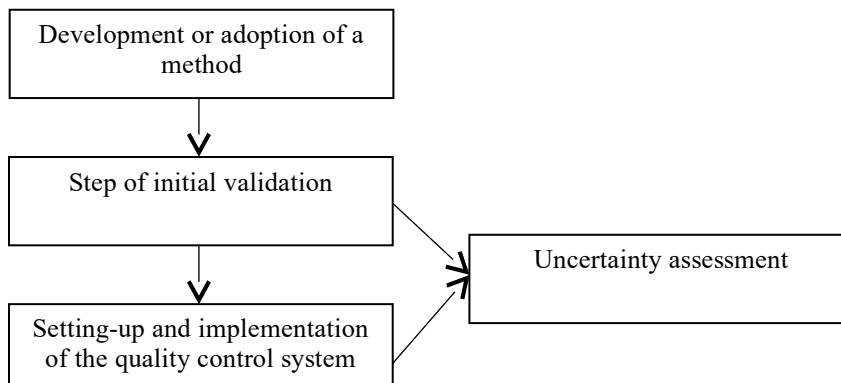 Development or adoption of a
method
Step of initial validation
Uncertainty assessment
Setting-up and implementation
of the quality control system